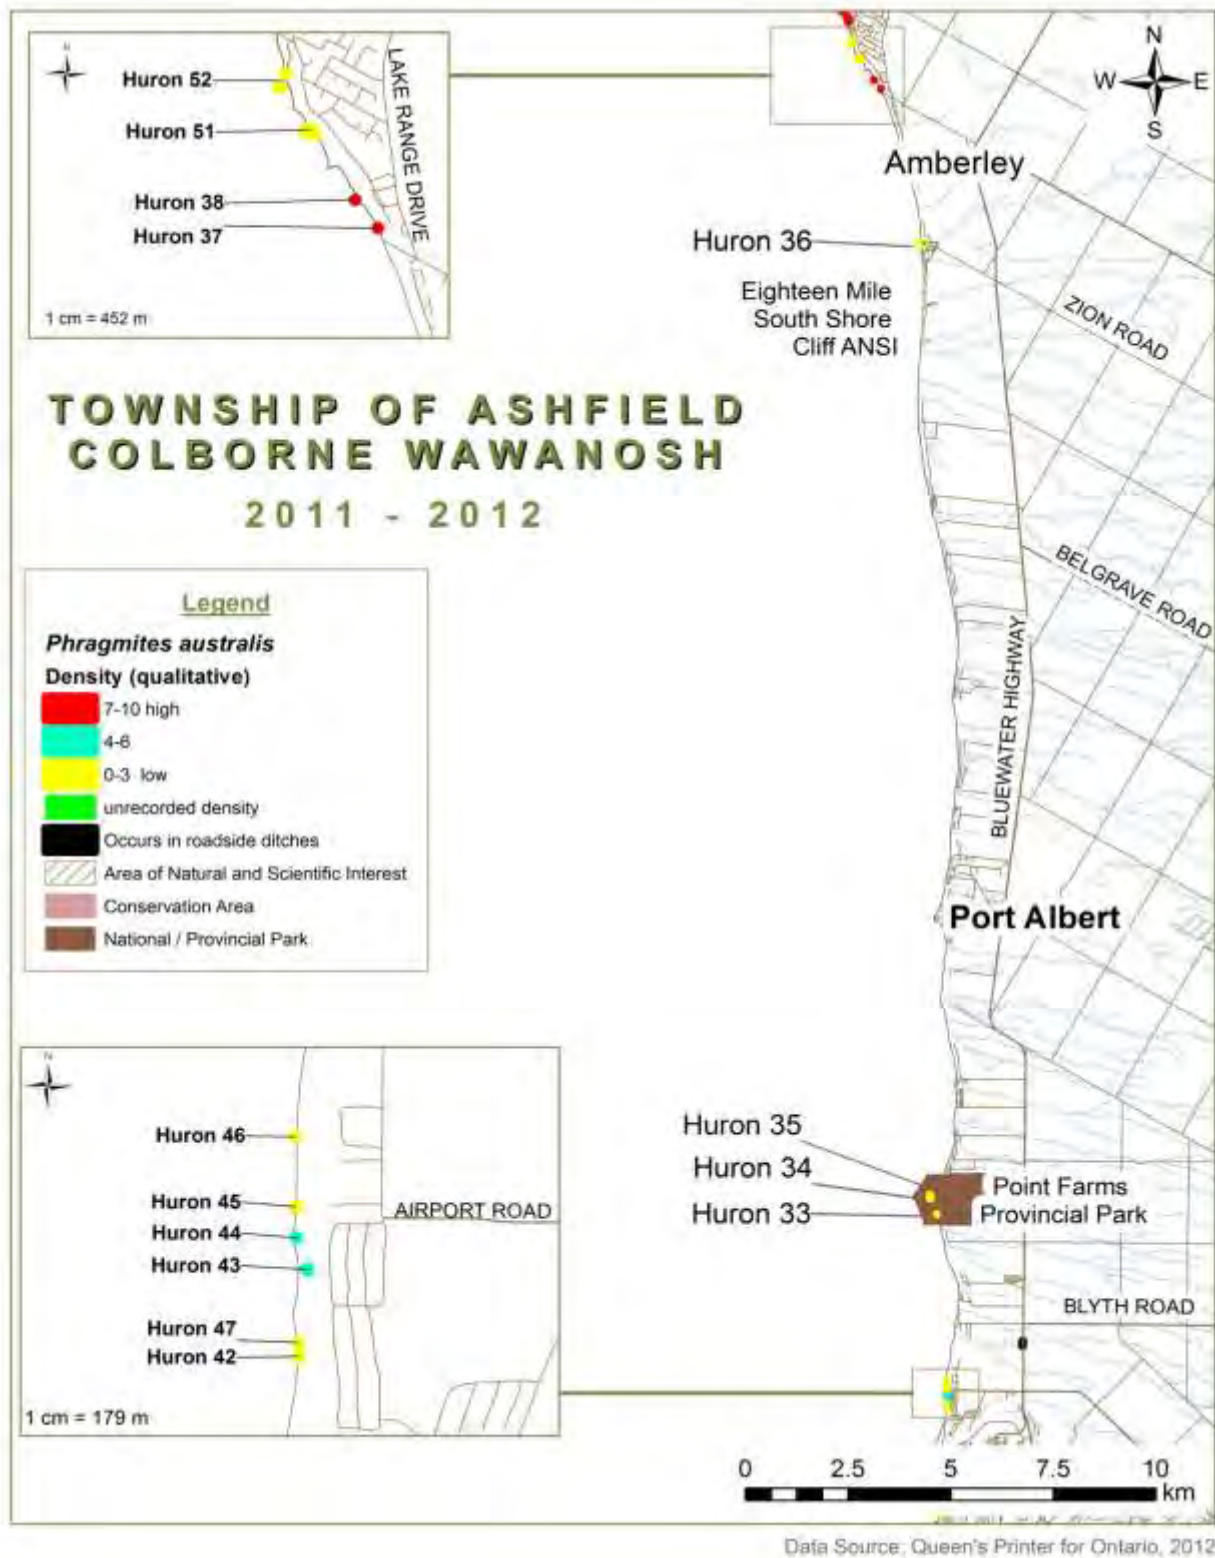 N
Huron 52
Huron 51
Huron 38
Huron 37
LAKE RANGE DRIVE
1 cm = 452 m
N
W E
S
Amberley
Huron 36
Eighteen Mile
South Shore
Cliff ANSI
ZION ROAD
TOWNSHIP OF ASHFIELD
COLBORNE WAWANOSH
2011 - 2012
BELGRAVE ROAD
BLUEWATER HIGHWAY
Legend
Phragmites australis
Density (qualitative)
7-10 high
4-6
0-3 low
unrecorded density
Occurs in roadside ditches
Area of Natural and Scientific Interest
Conservation Area
National / Provincial Park
Port Albert
N
Huron 46
Huron 45
Huron 44
Huron 43
Huron 47
Huron 42
AIRPORT ROAD
1 cm = 179 m
Huron 35
Huron 34
Huron 33
Point Farms
Provincial Park
BLYTH ROAD
0 2.5 5 7.5 10
km
Data Source: Queen's Printer for Ontario, 2012